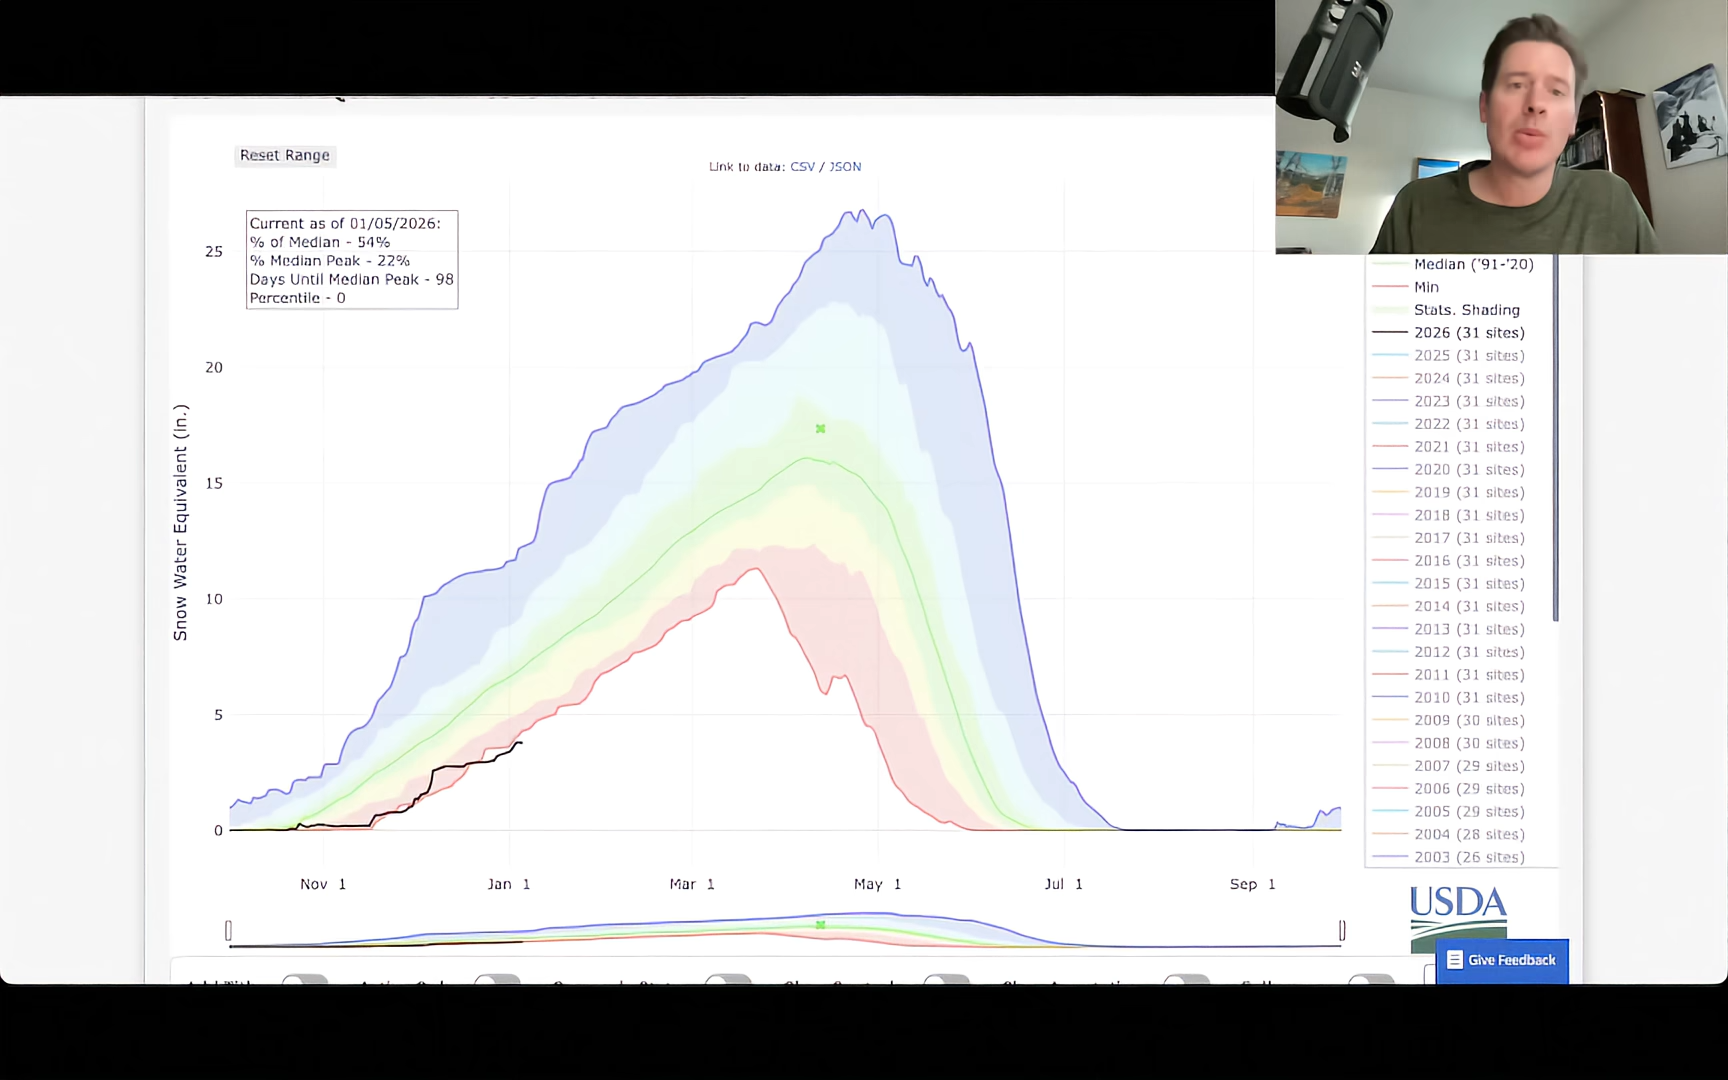 Reset Range
Link to data: CSV / JSON
Current as of 01/05/2026:
% of Median - 54%
% Median Peak - 22%
Days Until Median Peak - 98
Percentile - 0
Snow Water Equivalent (in.)
25
20
15
10
5
0
Nov 1
Jan 1
Mar 1
May 1
Jul 1
Sep 1
Median ('91-'20)
Min
Stats. Shading
2026 (31 sites)
2025 (31 sites)
2024 (31 sites)
2023 (31 sites)
2022 (31 sites)
2021 (31 sites)
2020 (31 sites)
2019 (31 sites)
2018 (31 sites)
2017 (31 sites)
2016 (31 sites)
2015 (31 sites)
2014 (31 sites)
2013 (31 sites)
2012 (31 sites)
2011 (31 sites)
2010 (31 sites)
2009 (30 sites)
2008 (30 sites)
2007 (29 sites)
2006 (29 sites)
2005 (29 sites)
2004 (28 sites)
2003 (26 sites)
USDA
Give Feedback